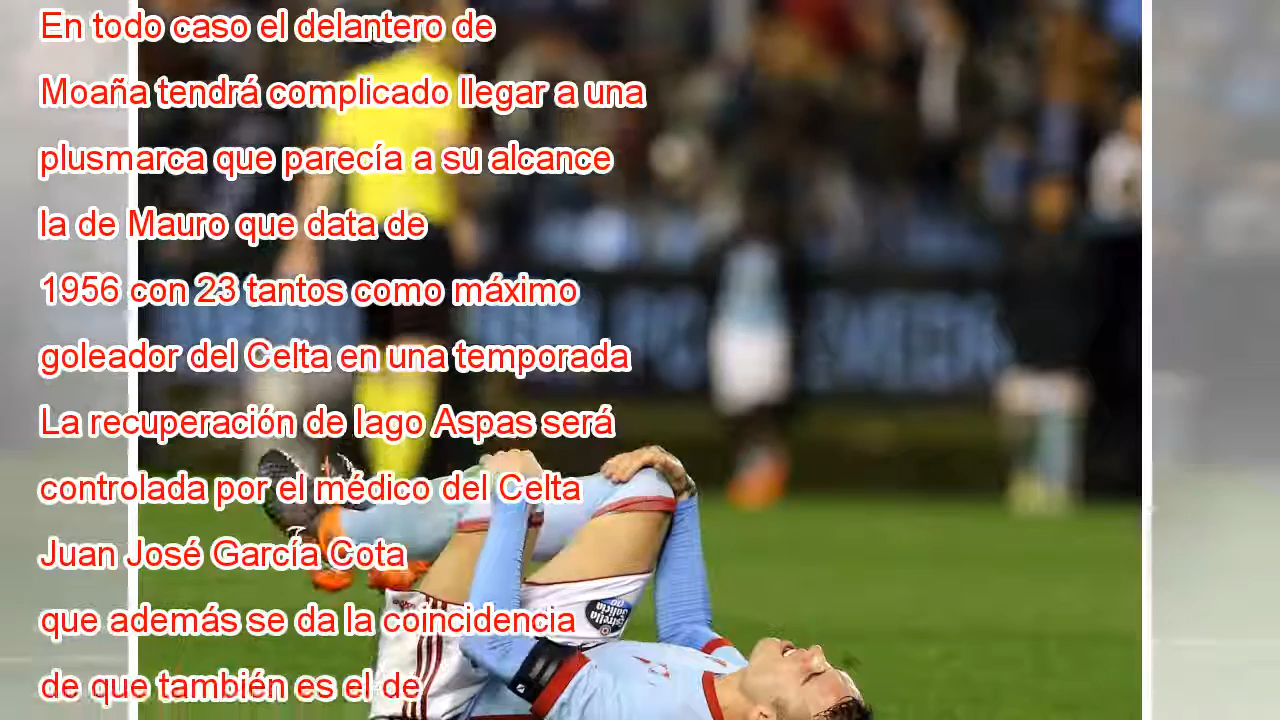 En todo caso el delantero de
Moaña tendrá complicado llegar a una
plusmarca que parecía a su alcance
la de Mauro que data de
1956 con 23 tantos como máximo
goleador del Celta en una temporada
La recuperación de Iago Aspas será
controlada por el médico del Celta
Juan José García Cota
que además se da la coincidencia
de que también es el de
Estrella
Galicia
00